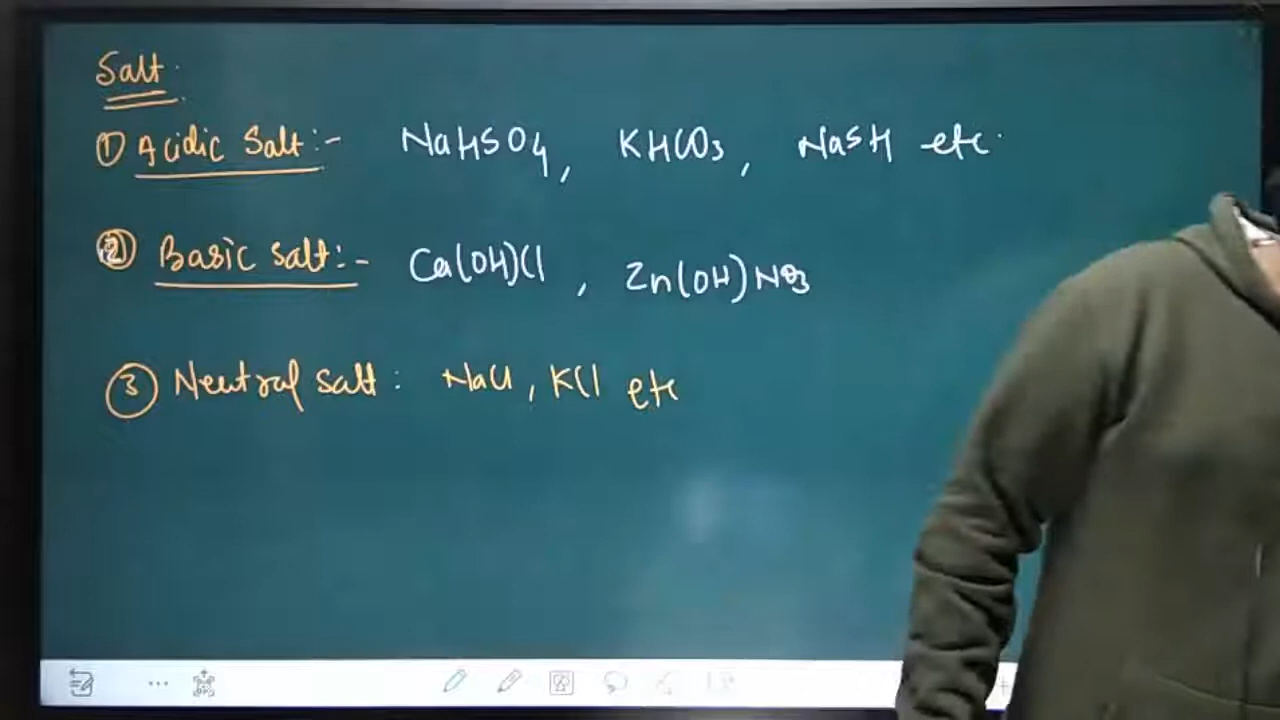 Salt.
① Acidic Salt:- NaHSO4, KHCO3, NaSH etc.
② Basic salt:- Ca(OH)Cl, Zn(OH)NO3
③ Neutral salt: NaCl, KCl etc